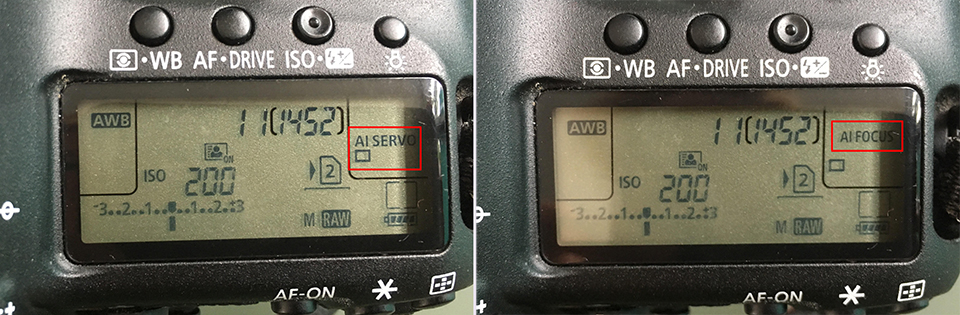 WB AF•DRIVE ISO•
AWB 11(1452)
AI SERVO
ON
2
ISO 200
-3..2..1..▼..1..2..+3
M RAW
AF-ON
WB AF•DRIVE ISO•
AWB 11(1452)
AI FOCUS
ON
2
ISO 200
-3..2..1..▼..1..2..+3
M RAW
AF-ON